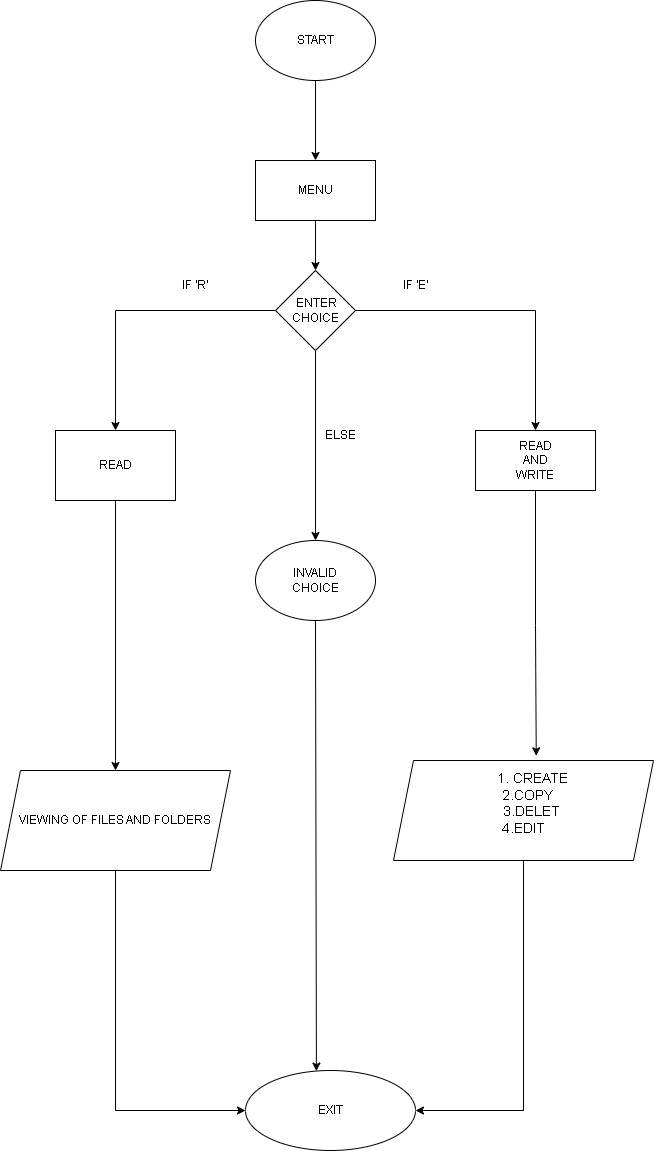 START
MENU
IF 'R'
IF 'E'
ENTER
CHOICE
ELSE
READ
READ
AND
WRITE
INVALID
CHOICE
VIEWING OF FILES AND FOLDERS
1. CREATE
2.COPY
3.DELET
4.EDIT
EXIT